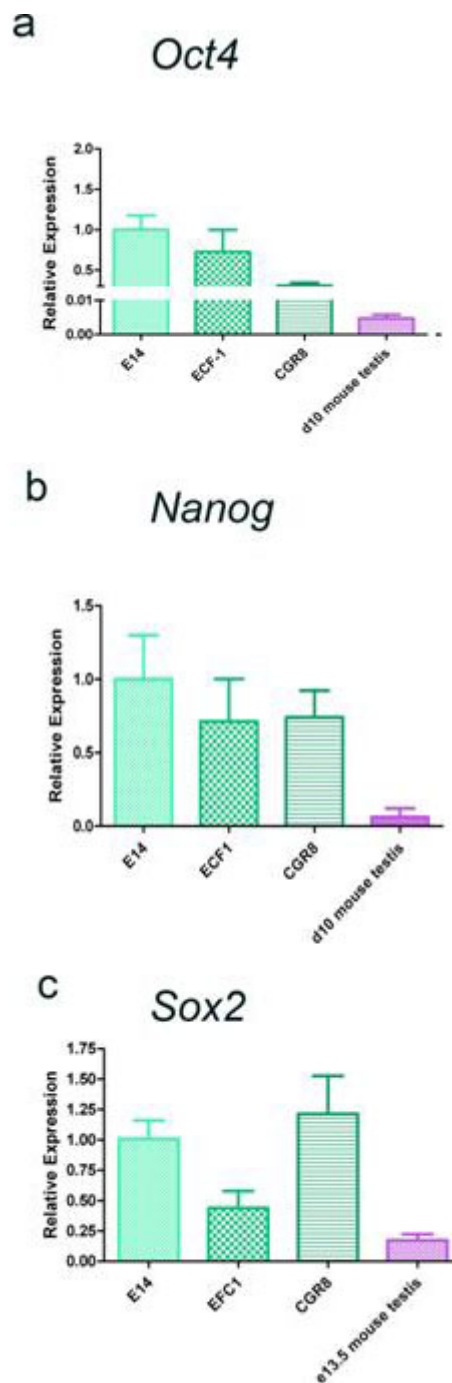 a
Oct4
Relative Expression
2.0
1.5
1.0
0.5
0.01
0.00
E14
ECF-1
CGR8
d10 mouse testis
b
Nanog
Relative Expression
1.5
1.0
0.5
0.0
E14
ECF1
CGR8
d10 mouse testis
c
Sox2
Relative Expression
1.75
1.50
1.25
1.00
0.75
0.50
0.25
0.00
E14
EFC1
CGR8
e13.5 mouse testis